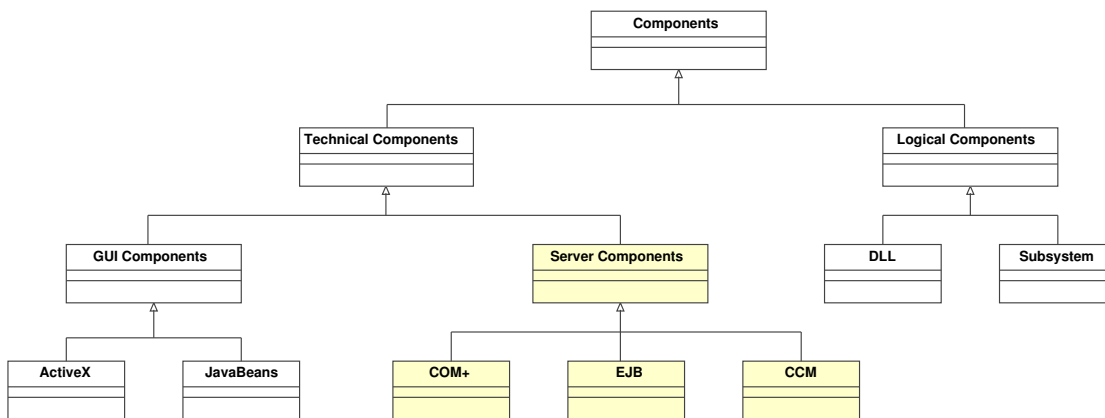 Components
Technical Components
Logical Components
GUI Components
Server Components
DLL
Subsystem
ActiveX
JavaBeans
COM+
EJB
CCM